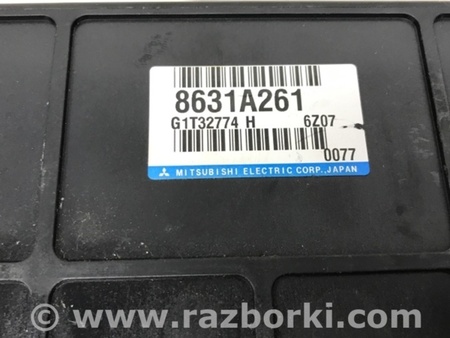 8631A261
G1T32774 H 6Z07
0077
MITSUBISHI ELECTRIC CORP., JAPAN
www.razborki.com